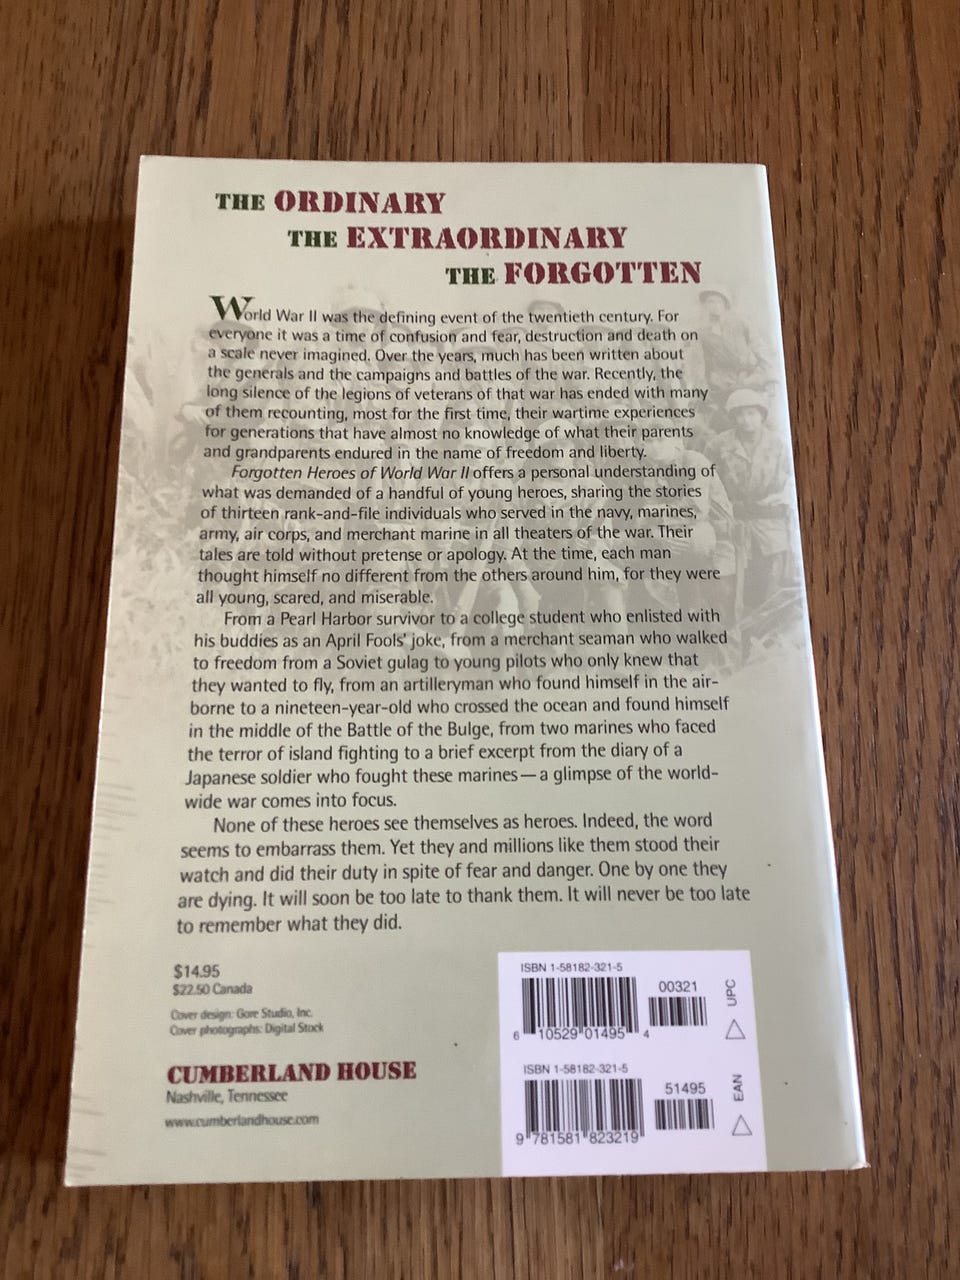 THE ORDINARY
THE EXTRAORDINARY
THE FORGOTTEN
World War II was the defining event of the twentieth century. For
everyone it was a time of confusion and fear, destruction and death on
a scale never imagined. Over the years, much has been written about
the generals and the campaigns and battles of the war. Recently, the
long silence of the legions of veterans of that war has ended with many
of them recounting, most for the first time, their wartime experiences
for generations that have almost no knowledge of what their parents
and grandparents endured in the name of freedom and liberty.
Forgotten Heroes of World War II offers a personal understanding of
what was demanded of a handful of young heroes, sharing the stories
of thirteen rank-and-file individuals who served in the navy, marines,
army, air corps, and merchant marine in all theaters of the war. Their
tales are told without pretense or apology. At the time, each man
thought himself no different from the others around him, for they were
all young, scared, and miserable.
From a Pearl Harbor survivor to a college student who enlisted with
his buddies as an April Fools' joke, from a merchant seaman who walked
to freedom from a Soviet gulag to young pilots who only knew that
they wanted to fly, from an artilleryman who found himself in the air-
borne to a nineteen-year-old who crossed the ocean and found himself
in the middle of the Battle of the Bulge, from two marines who faced
the terror of island fighting to a brief excerpt from the diary of a
Japanese soldier who fought these marines—a glimpse of the world-
wide war comes into focus.
None of these heroes see themselves as heroes. Indeed, the word
seems to embarrass them. Yet they and millions like them stood their
watch and did their duty in spite of fear and danger. One by one they
are dying. It will soon be too late to thank them. It will never be too late
to remember what they did.
$14.95
$22.50 Canada
Cover design: Gore Studio, Inc.
Cover photographs: Digital Stock
CUMBERLAND HOUSE
Nashville, Tennessee
www.cumberlandhouse.com
ISBN 1-58182-321-5
00321
6 10529 01495 4
UPC
ISBN 1-58182-321-5
51495
9 781581 823219
EAN